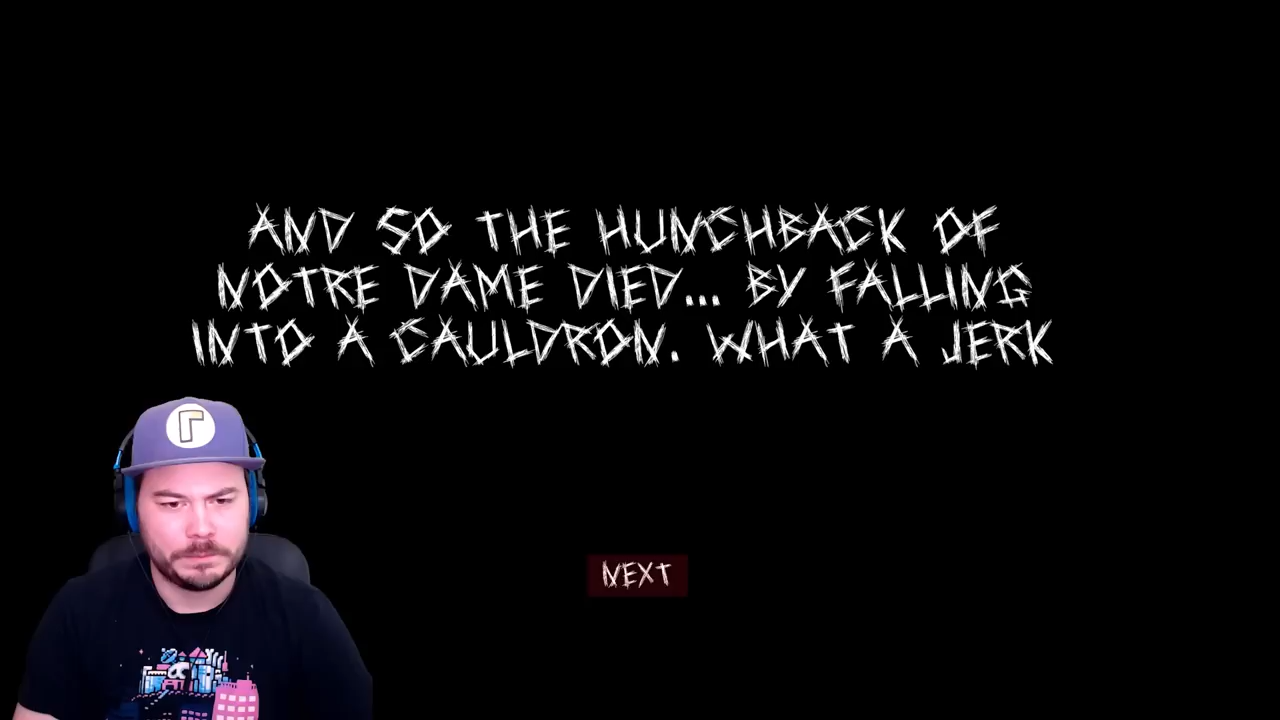 AND SO THE HUNCHBACK OF
NOTRE DAME DIED... BY FALLING
INTO A CAULDRON. WHAT A JERK
NEXT